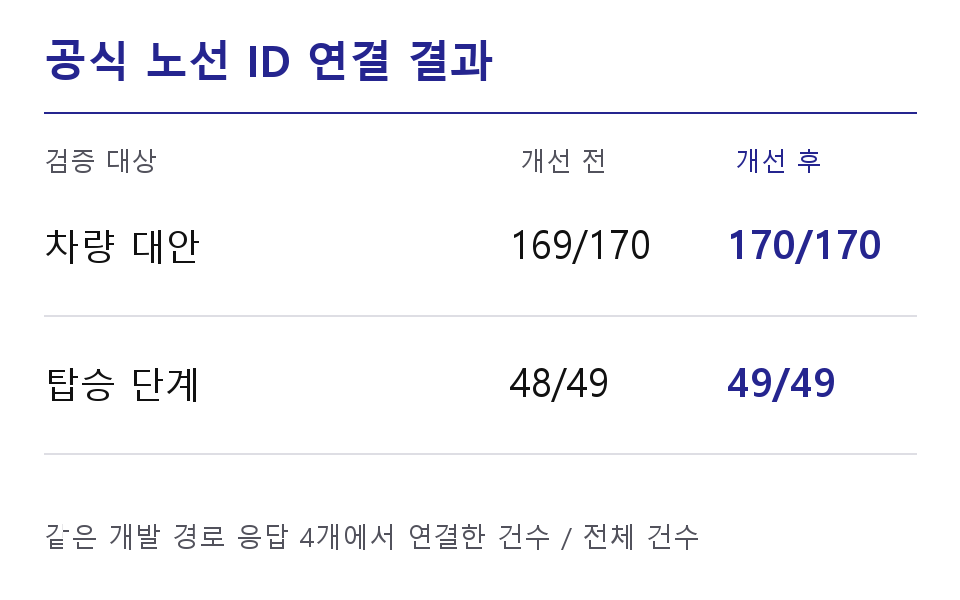 공식 노선 ID 연결 결과
검증 대상 개선 전 개선 후
차량 대안 169/170 170/170
탑승 단계 48/49 49/49
같은 개발 경로 응답 4개에서 연결한 건수 / 전체 건수